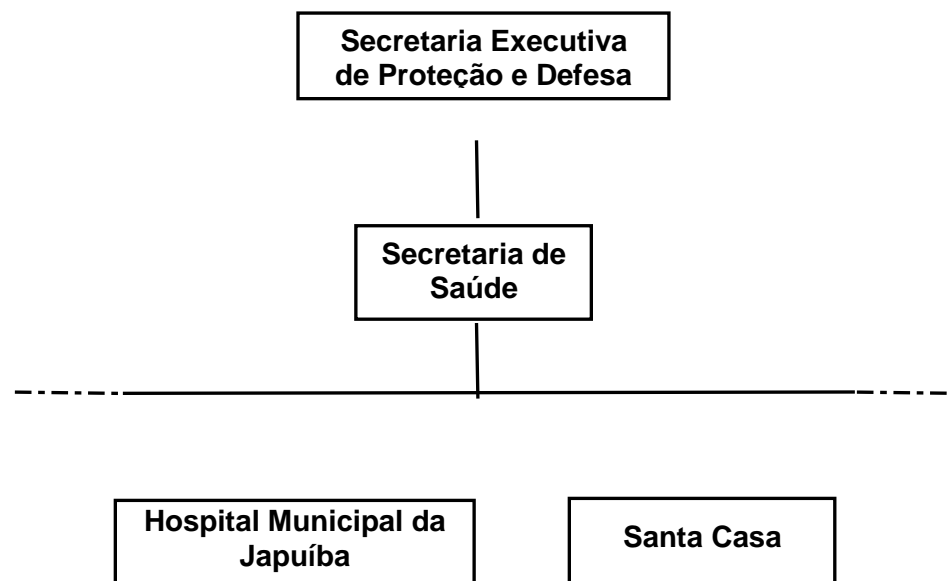 Secretaria Executiva
de Proteção e Defesa
Secretaria de
Saúde
Hospital Municipal da
Japuíba
Santa Casa